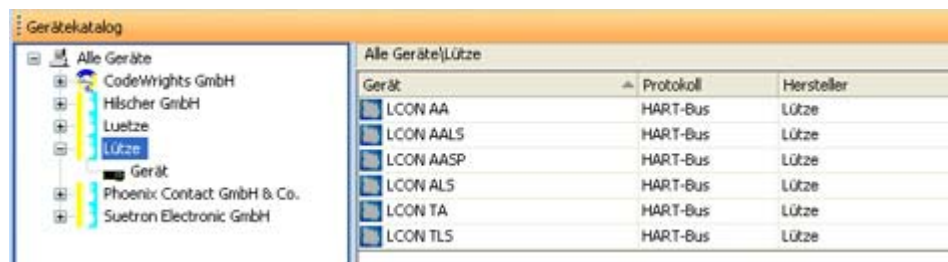 Gerätekatalog
Alle Geräte
CodeWrights GmbH
Hilscher GmbH
Luetze
Lütze
Gerät
Phoenix Contact GmbH & Co.
Suetron Electronic GmbH
Alle Geräte\Lütze
Gerät Protokoll Hersteller
LCON AA HART-Bus Lütze
LCON AALS HART-Bus Lütze
LCON AASP HART-Bus Lütze
LCON ALS HART-Bus Lütze
LCON TA HART-Bus Lütze
LCON TLS HART-Bus Lütze